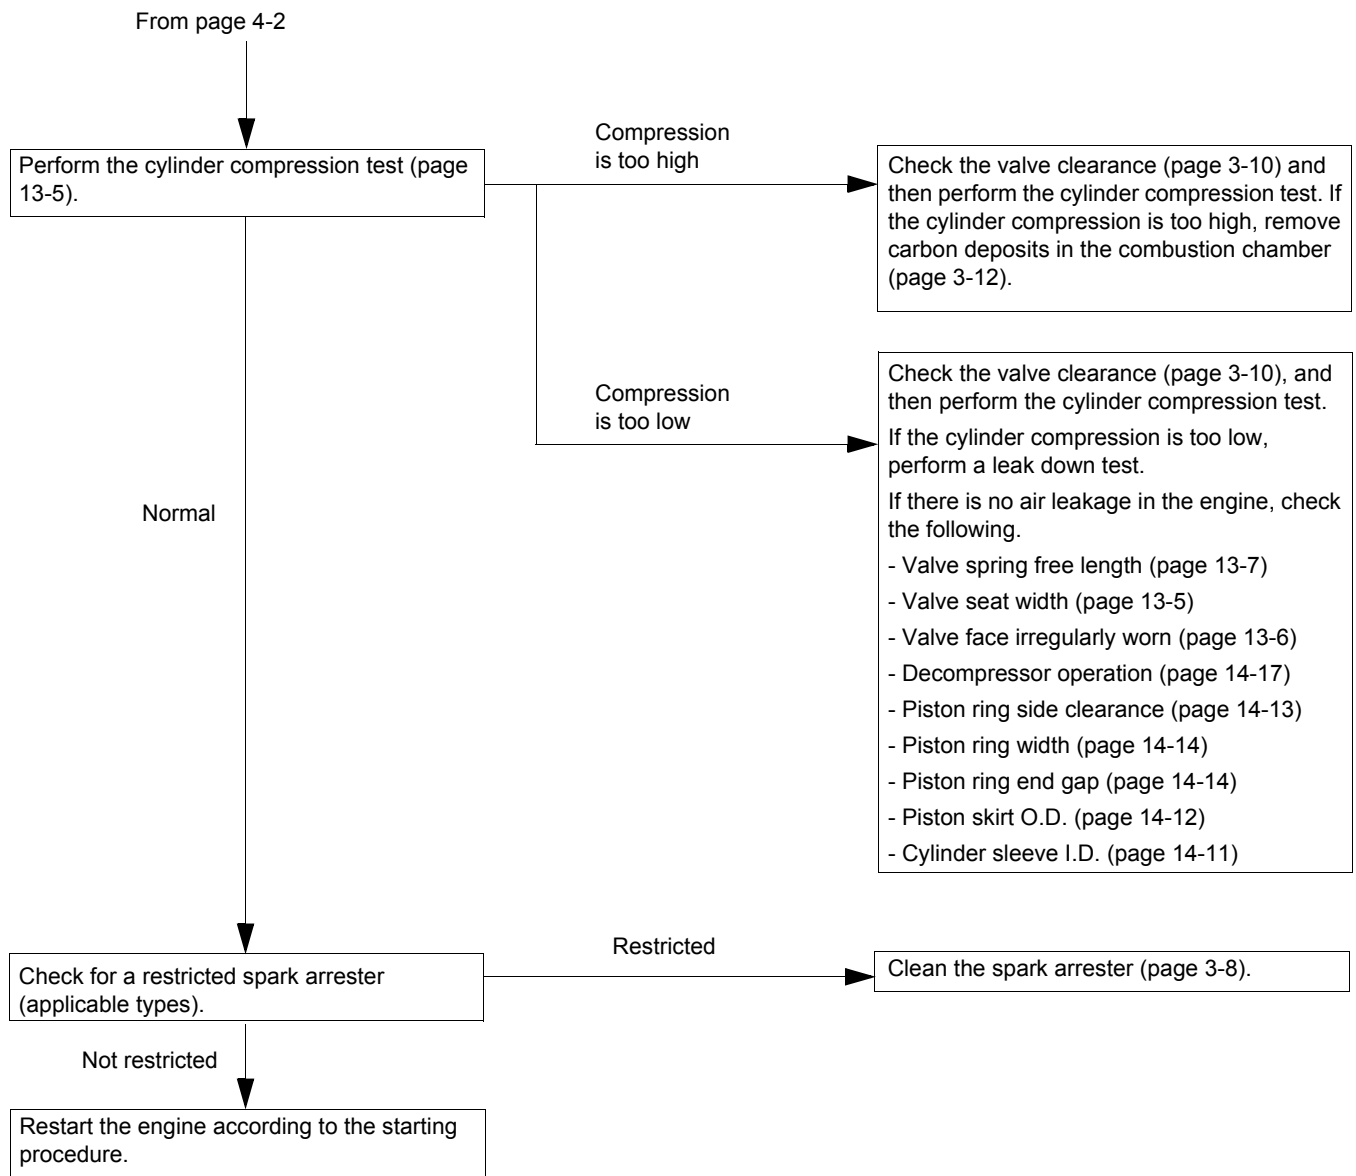 From page 4-2
Perform the cylinder compression test (page
13-5).
Compression
is too high
Check the valve clearance (page 3-10) and
then perform the cylinder compression test. If
the cylinder compression is too high, remove
carbon deposits in the combustion chamber
(page 3-12).
Compression
is too low
Check the valve clearance (page 3-10), and
then perform the cylinder compression test.
If the cylinder compression is too low,
perform a leak down test.
If there is no air leakage in the engine, check
the following.
- Valve spring free length (page 13-7)
- Valve seat width (page 13-5)
- Valve face irregularly worn (page 13-6)
- Decompressor operation (page 14-17)
- Piston ring side clearance (page 14-13)
- Piston ring width (page 14-14)
- Piston ring end gap (page 14-14)
- Piston skirt O.D. (page 14-12)
- Cylinder sleeve I.D. (page 14-11)
Normal
Check for a restricted spark arrester
(applicable types).
Restricted
Clean the spark arrester (page 3-8).
Not restricted
Restart the engine according to the starting
procedure.